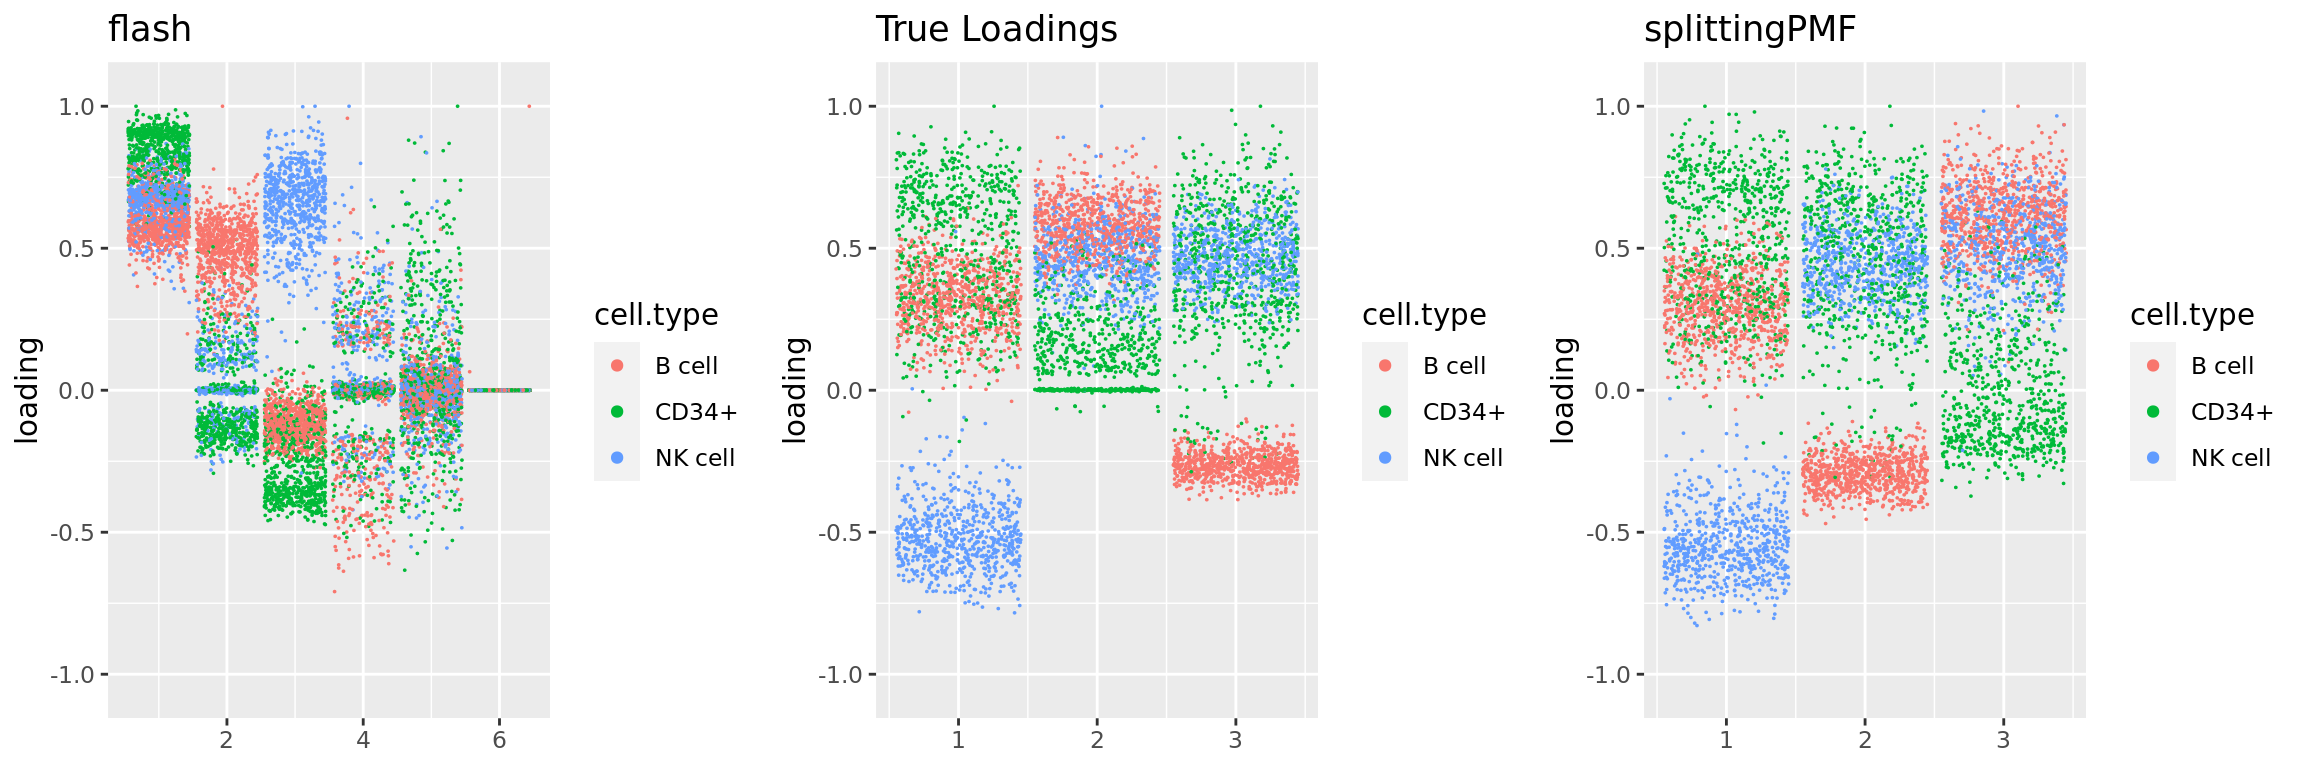 flash
loading
1.0
0.5
0.0
-0.5
-1.0
2 4 6
cell.type
B cell
CD34+
NK cell
True Loadings
loading
1.0
0.5
0.0
-0.5
-1.0
1 2 3
cell.type
B cell
CD34+
NK cell
splittingPMF
loading
1.0
0.5
0.0
-0.5
-1.0
1 2 3
cell.type
B cell
CD34+
NK cell